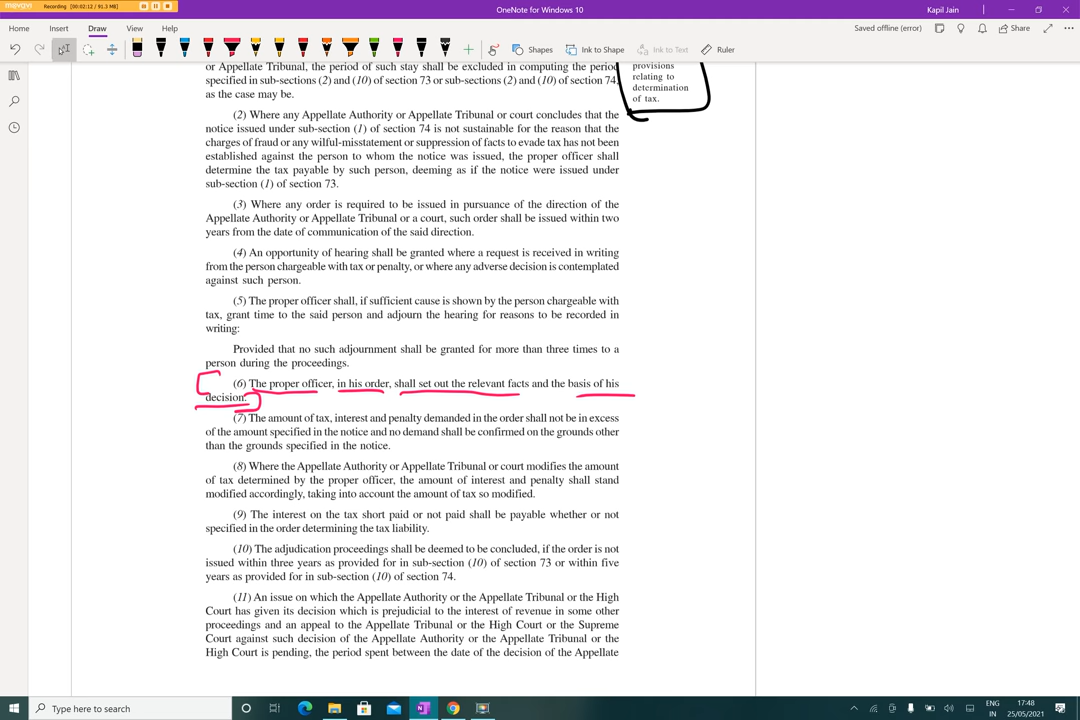 movavi Recording [ 00:02:12 / 91.3 MB ]
OneNote for Windows 10
Kapil Jain
Home Insert Draw View Help
Saved offline (error)
Share
Shapes Ink to Shape Ink to Text Ruler
or Appellate Tribunal, the period of such stay shall be excluded in computing the period
specified in sub-sections (2) and (10) of section 73 or sub-sections (2) and (10) of section 74,
as the case may be.
provisions
relating to
determination
of tax.
(2) Where any Appellate Authority or Appellate Tribunal or court concludes that the
notice issued under sub-section (1) of section 74 is not sustainable for the reason that the
charges of fraud or any wilful-misstatement or suppression of facts to evade tax has not been
established against the person to whom the notice was issued, the proper officer shall
determine the tax payable by such person, deeming as if the notice were issued under
sub-section (1) of section 73.
(3) Where any order is required to be issued in pursuance of the direction of the
Appellate Authority or Appellate Tribunal or a court, such order shall be issued within two
years from the date of communication of the said direction.
(4) An opportunity of hearing shall be granted where a request is received in writing
from the person chargeable with tax or penalty, or where any adverse decision is contemplated
against such person.
(5) The proper officer shall, if sufficient cause is shown by the person chargeable with
tax, grant time to the said person and adjourn the hearing for reasons to be recorded in
writing:
Provided that no such adjournment shall be granted for more than three times to a
person during the proceedings.
(6) The proper officer, in his order, shall set out the relevant facts and the basis of his
decision.
(7) The amount of tax, interest and penalty demanded in the order shall not be in excess
of the amount specified in the notice and no demand shall be confirmed on the grounds other
than the grounds specified in the notice.
(8) Where the Appellate Authority or Appellate Tribunal or court modifies the amount
of tax determined by the proper officer, the amount of interest and penalty shall stand
modified accordingly, taking into account the amount of tax so modified.
(9) The interest on the tax short paid or not paid shall be payable whether or not
specified in the order determining the tax liability.
(10) The adjudication proceedings shall be deemed to be concluded, if the order is not
issued within three years as provided for in sub-section (10) of section 73 or within five
years as provided for in sub-section (10) of section 74.
(11) An issue on which the Appellate Authority or the Appellate Tribunal or the High
Court has given its decision which is prejudicial to the interest of revenue in some other
proceedings and an appeal to the Appellate Tribunal or the High Court or the Supreme
Court against such decision of the Appellate Authority or the Appellate Tribunal or the
High Court is pending, the period spent between the date of the decision of the Appellate
Type here to search
ENG
IN
17:48
25/05/2021